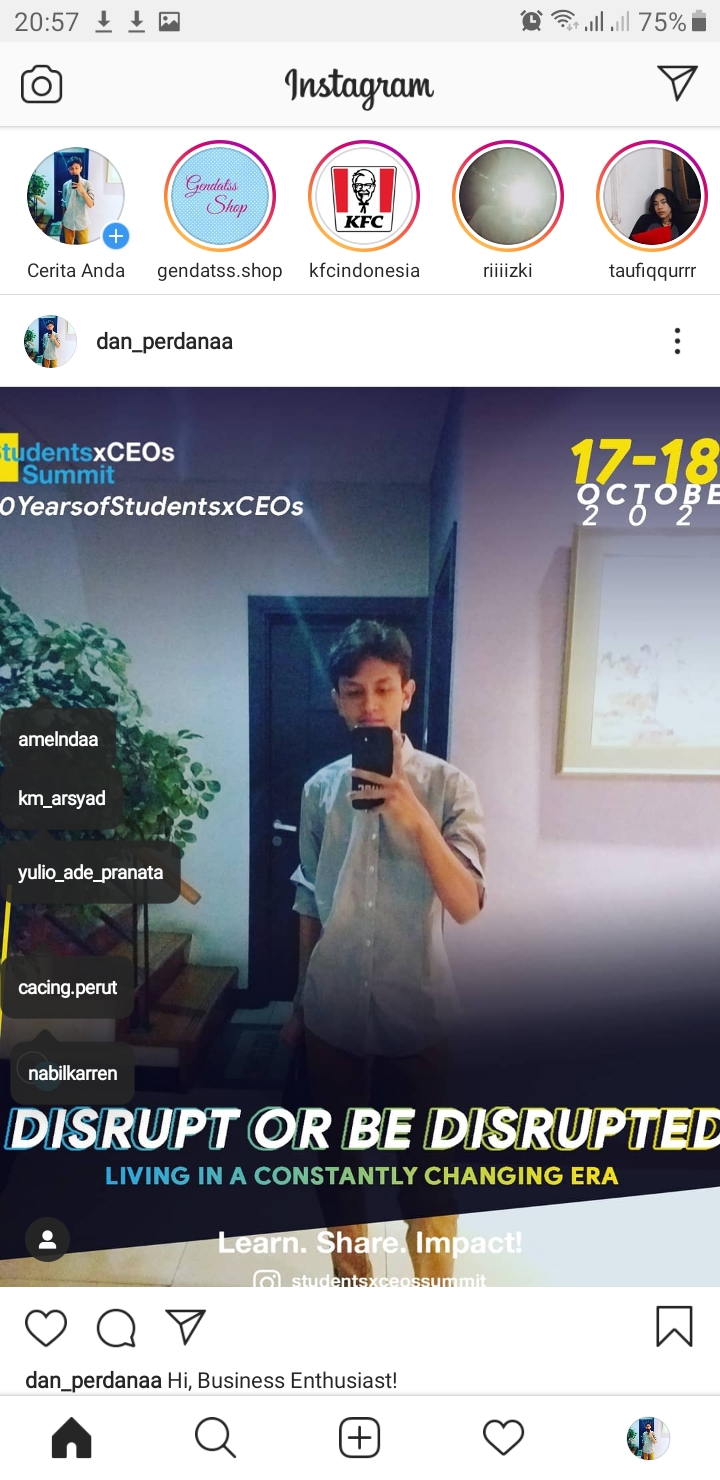 20:57
75%
Instagram
Gendatss
Shop
KFC
Cerita Anda
gendatss.shop
kfcindonesia
riiiizki
taufiqqurrr
dan_perdanaa
tudentsxCEOs
Summit
0YearsofStudentsxCEOs
17-18
OCTOBE
2 0 2
amelndaa
km_arsyad
yulio_ade_pranata
cacing.perut
nabilkarren
DISRUPT OR BE DISRUPTED
LIVING IN A CONSTANTLY CHANGING ERA
Learn. Share. Impact!
studentsxceossummit
dan_perdanaa Hi, Business Enthusiast!